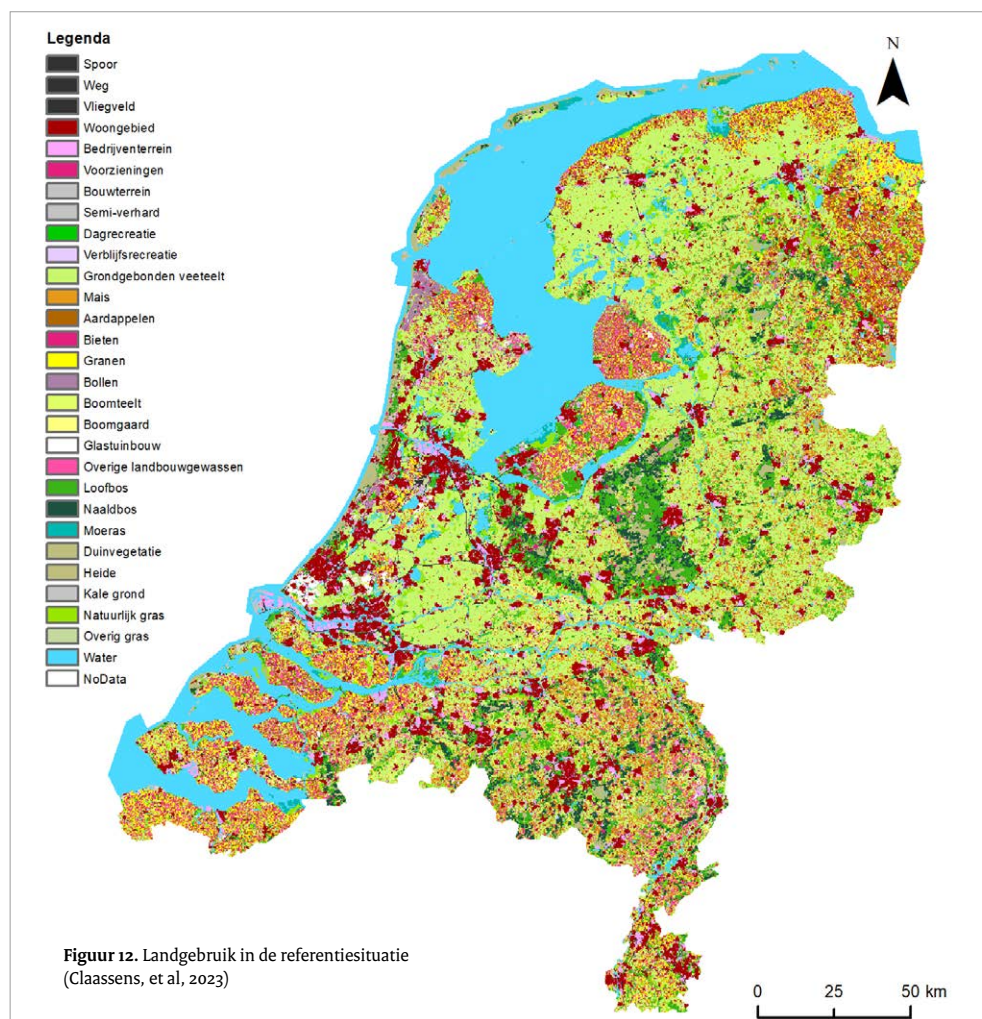 Legenda
Spoor
Weg
Vliegveld
Woongebied
Bedrijventerrein
Voorzieningen
Bouwterrein
Semi-verhard
Dagrecreatie
Verblijfsrecreatie
Grondgebonden veeteelt
Mais
Aardappelen
Bieten
Granen
Bollen
Boomteelt
Boomgaard
Glastuinbouw
Overige landbouwgewassen
Loofbos
Naaldbos
Moeras
Duinvegetatie
Heide
Kale grond
Natuurlijk gras
Overig gras
Water
NoData
N
Figuur 12. Landgebruik in de referentiesituatie
(Claassens, et al, 2023)
0 25 50 km